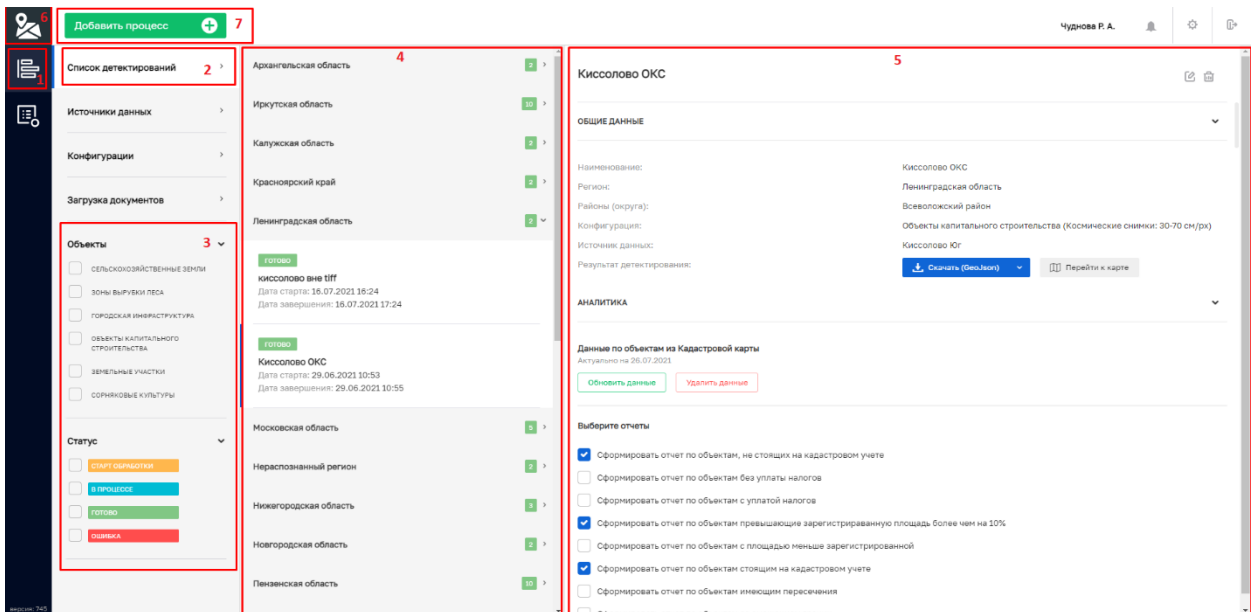 6
Добавить процесс
7
Чуднова Р. А.
1
Список детектирований
2
Источники данных
Конфигурации
Загрузка документов
Объекты
3
СЕЛЬСКОХОЗЯЙСТВЕННЫЕ ЗЕМЛИ
ЗОНЫ ВЫРУБКИ ЛЕСА
ГОРОДСКАЯ ИНФРАСТРУКТУРА
ОБЪЕКТЫ КАПИТАЛЬНОГО
СТРОИТЕЛЬСТВА
ЗЕМЕЛЬНЫЕ УЧАСТКИ
СОРНЯКОВЫЕ КУЛЬТУРЫ
Статус
СТАРТ ОБРАБОТКИ
В ПРОЦЕССЕ
ГОТОВО
ОШИБКА
версия: 745
4
Архангельская область 2
Иркутская область 10
Калужская область 2
Красноярский край 2
Ленинградская область 2
ГОТОВО
киссолово вне tiff
Дата старта: 16.07.2021 16:24
Дата завершения: 16.07.2021 17:24
ГОТОВО
Киссолово ОКС
Дата старта: 29.06.2021 10:53
Дата завершения: 29.06.2021 10:55
Московская область 5
Нераспознанный регион 2
Нижегородская область 3
Новгородская область 2
Пензенская область 10
5
Киссолово ОКС
ОБЩИЕ ДАННЫЕ
Наименование: Киссолово ОКС
Регион: Ленинградская область
Районы (округа): Всеволожский район
Конфигурация: Объекты капитального строительства (Космические снимки: 30-70 см/px)
Источник данных: Киссолово Юг
Результат детектирования: Скачать (GeoJson) Перейти к карте
АНАЛИТИКА
Данные по объектам из Кадастровой карты
Актуально на 26.07.2021
Обновить данные Удалить данные
Выберите отчеты
Сформировать отчет по объектам, не стоящих на кадастровом учете
Сформировать отчет по объектам без уплаты налогов
Сформировать отчет по объектам с уплатой налогов
Сформировать отчет по объектам превышающие зарегистрированную площадь более чем на 10%
Сформировать отчет по объектам с площадью меньше зарегистрированной
Сформировать отчет по объектам стоящим на кадастровом учете
Сформировать отчет по объектам имеющим пересечения